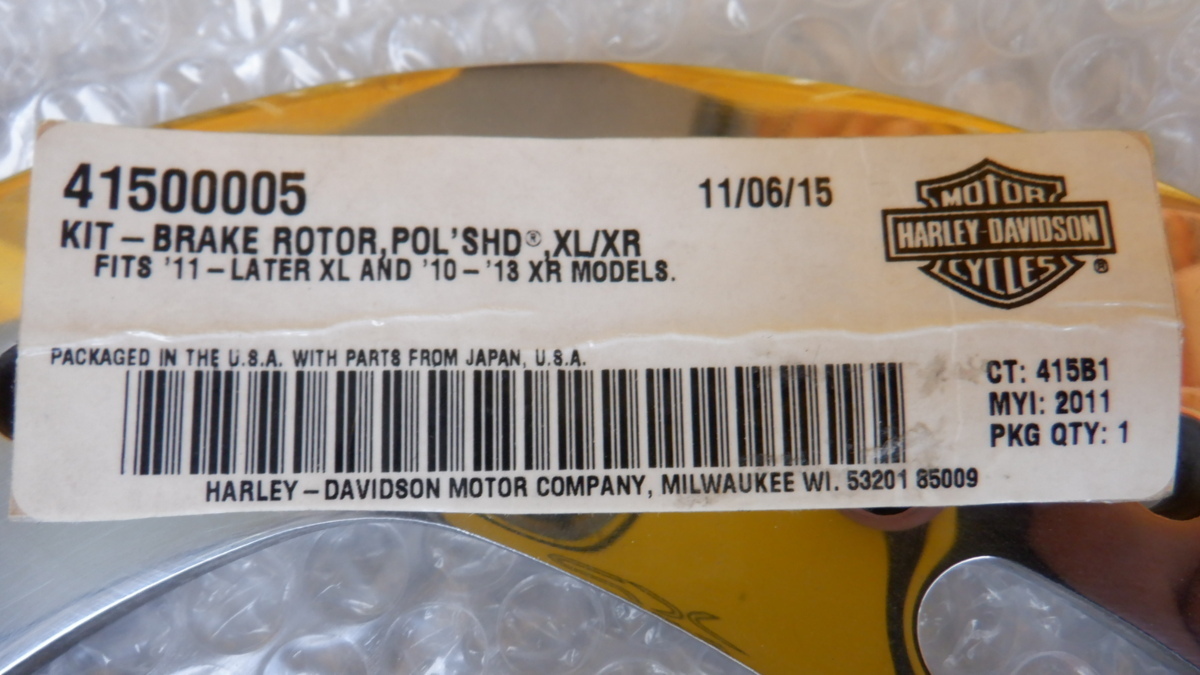 41500005
11/06/15
KIT – BRAKE ROTOR, POL'SHD®, XL/XR
FITS '11 – LATER XL AND '10 – '13 XR MODELS.
MOTOR
HARLEY-DAVIDSON
CYCLES
®
PACKAGED IN THE U.S.A. WITH PARTS FROM JAPAN, U.S.A.
CT: 415B1
MYI: 2011
PKG QTY: 1
HARLEY – DAVIDSON MOTOR COMPANY, MILWAUKEE WI. 53201 85009